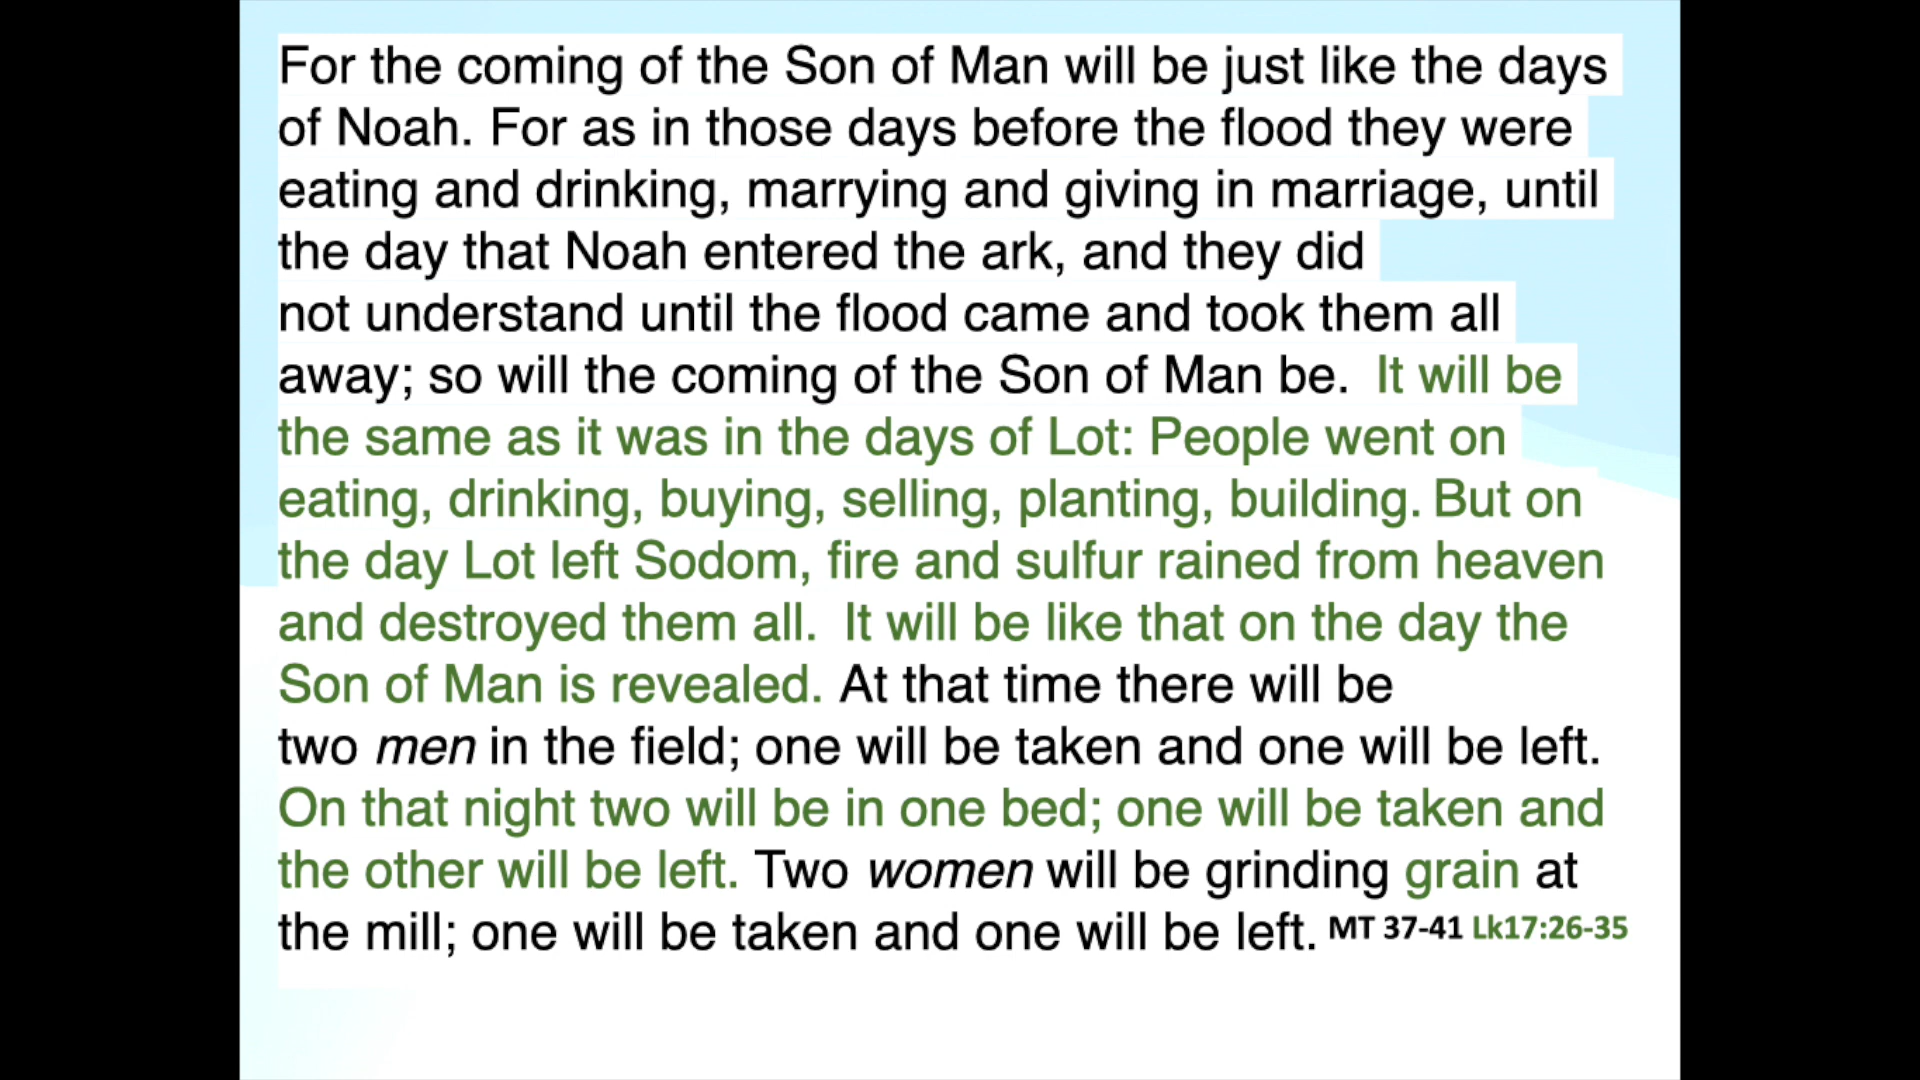 For the coming of the Son of Man will be just like the days
of Noah. For as in those days before the flood they were
eating and drinking, marrying and giving in marriage, until
the day that Noah entered the ark, and they did
not understand until the flood came and took them all
away; so will the coming of the Son of Man be.  It will be
the same as it was in the days of Lot: People went on
eating, drinking, buying, selling, planting, building. But on
the day Lot left Sodom, fire and sulfur rained from heaven
and destroyed them all.  It will be like that on the day the
Son of Man is revealed. At that time there will be
two men in the field; one will be taken and one will be left.
On that night two will be in one bed; one will be taken and
the other will be left. Two women will be grinding grain at
the mill; one will be taken and one will be left. MT 37-41 Lk17:26-35